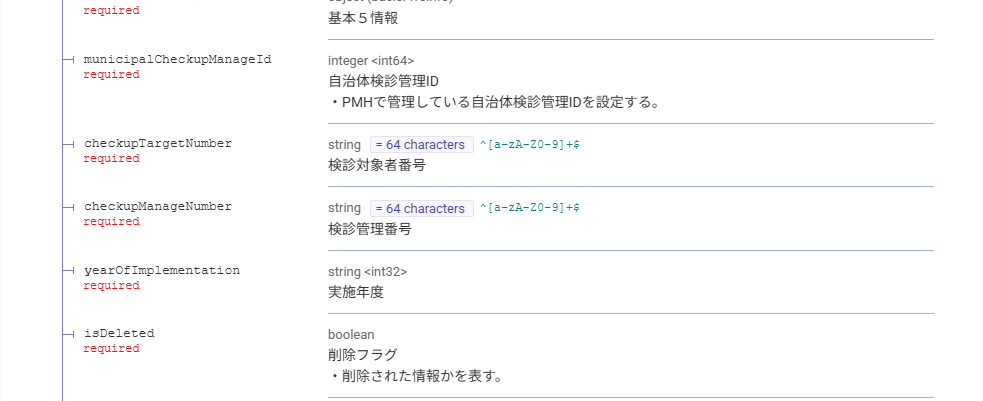 required
基本５情報
municipalCheckupManageId
integer <int64>
required
自治体検診管理ID
・PMHで管理している自治体検診管理IDを設定する。
checkupTargetNumber
string = 64 characters ^[a-zA-Z0-9]+$
required
検診対象者番号
checkupManageNumber
string = 64 characters ^[a-zA-Z0-9]+$
required
検診管理番号
yearOfImplementation
string <int32>
required
実施年度
isDeleted
boolean
required
削除フラグ
・削除された情報かを表す。